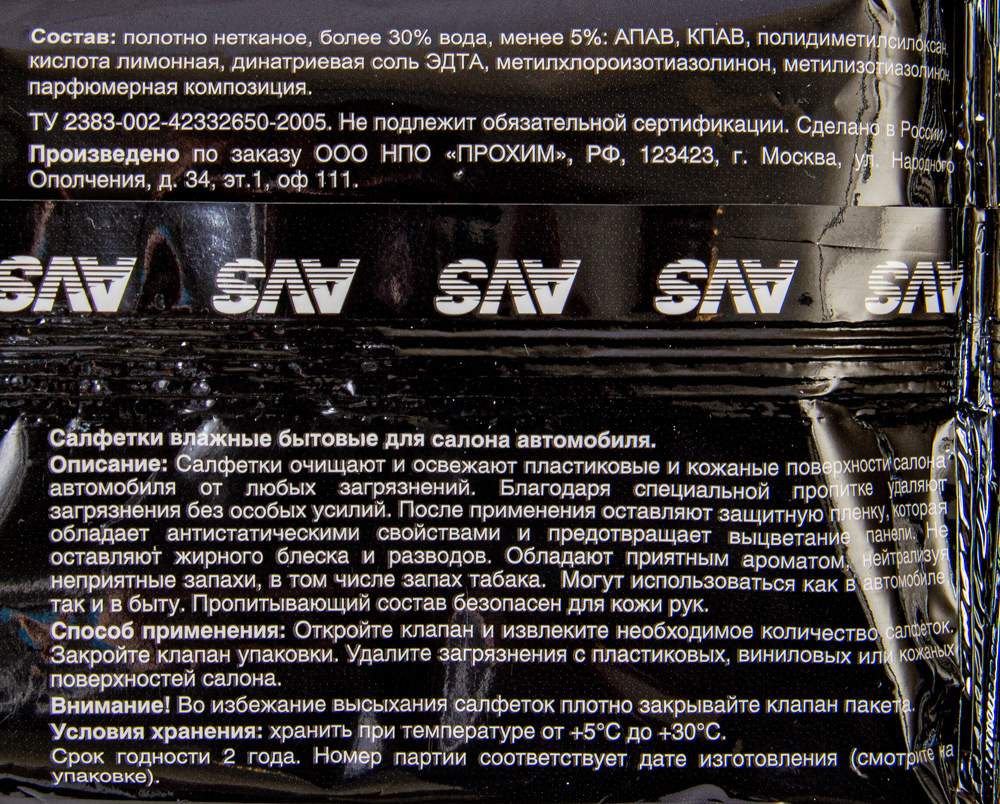 Состав: полотно нетканое, более 30% вода, менее 5%: АПАВ, КПАВ, полидиметилсилоксан,
кислота лимонная, динатриевая соль ЭДТА, метилхлороизотиазолинон, метилизотиазолинон,
парфюмерная композиция.
ТУ 2383-002-42332650-2005. Не подлежит обязательной сертификации. Сделано в России.
Произведено по заказу ООО НПО «ПРОХИМ», РФ, 123423, г. Москва, ул. Народного
Ополчения, д. 34, эт.1, оф 111.
AVS AVS AVS AVS AVS
Салфетки влажные бытовые для салона автомобиля.
Описание: Салфетки очищают и освежают пластиковые и кожаные поверхности салона
автомобиля от любых загрязнений. Благодаря специальной пропитке удаляют
загрязнения без особых усилий. После применения оставляют защитную пленку, которая
обладает антистатическими свойствами и предотвращает выцветание панели. Не
оставляют жирного блеска и разводов. Обладают приятным ароматом, нейтрализуя
неприятные запахи, в том числе запах табака. Могут использоваться как в автомобиле,
так и в быту. Пропитывающий состав безопасен для кожи рук.
Способ применения: Откройте клапан и извлеките необходимое количество салфеток.
Закройте клапан упаковки. Удалите загрязнения с пластиковых, виниловых или кожаных
поверхностей салона.
Внимание! Во избежание высыхания салфеток плотно закрывайте клапан пакета.
Условия хранения: хранить при температуре от +5°C до +30°C.
Срок годности 2 года. Номер партии соответствует дате изготовления (смотрите на
упаковке).